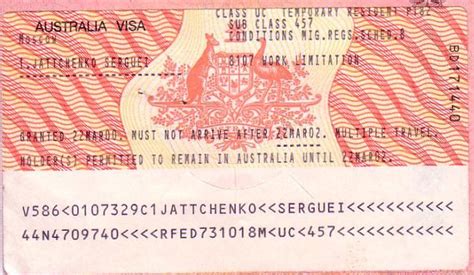 CLASS UC TEMPORARY RESIDENT
AUSTRALIA VISA
SUB CLASS 457
Moscow
CONDITIONS MIG.REGS.SCHED.8
1.JATTCHENKO SERGUEI
8107 WORK LIMITATION
BD1714440
GRANTED 22MAR00, MUST NOT ARRIVE AFTER 22MAR02. MULTIPLE TRAVEL.
HOLDER(S) PERMITTED TO REMAIN IN AUSTRALIA UNTIL 22MAR02.
V586<0107329C1JATTCHENKO<<SERGUEI<<<<<<<<<<<
44N4709740<<<RFED731018M<UC<457<<<<<<<<<<<<<